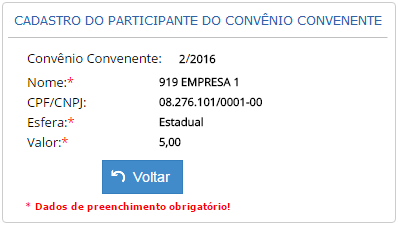 CADASTRO DO PARTICIPANTE DO CONVÊNIO CONVENENTE
Convênio Convenente: 2/2016
Nome:* 919 EMPRESA 1
CPF/CNPJ: 08.276.101/0001-00
Esfera:* Estadual
Valor:* 5,00
Voltar
* Dados de preenchimento obrigatório!